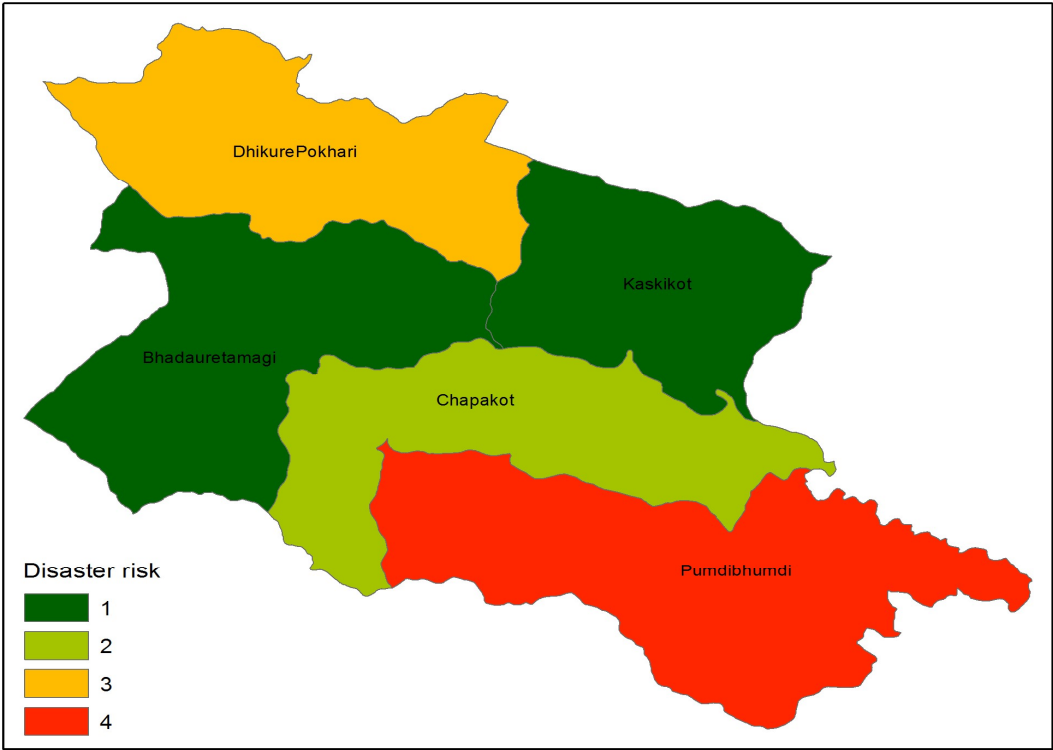 DhikurePokhari
Kaskikot
Bhadauretamagi
Chapakot
Pumdibhumdi
Disaster risk
1
2
3
4